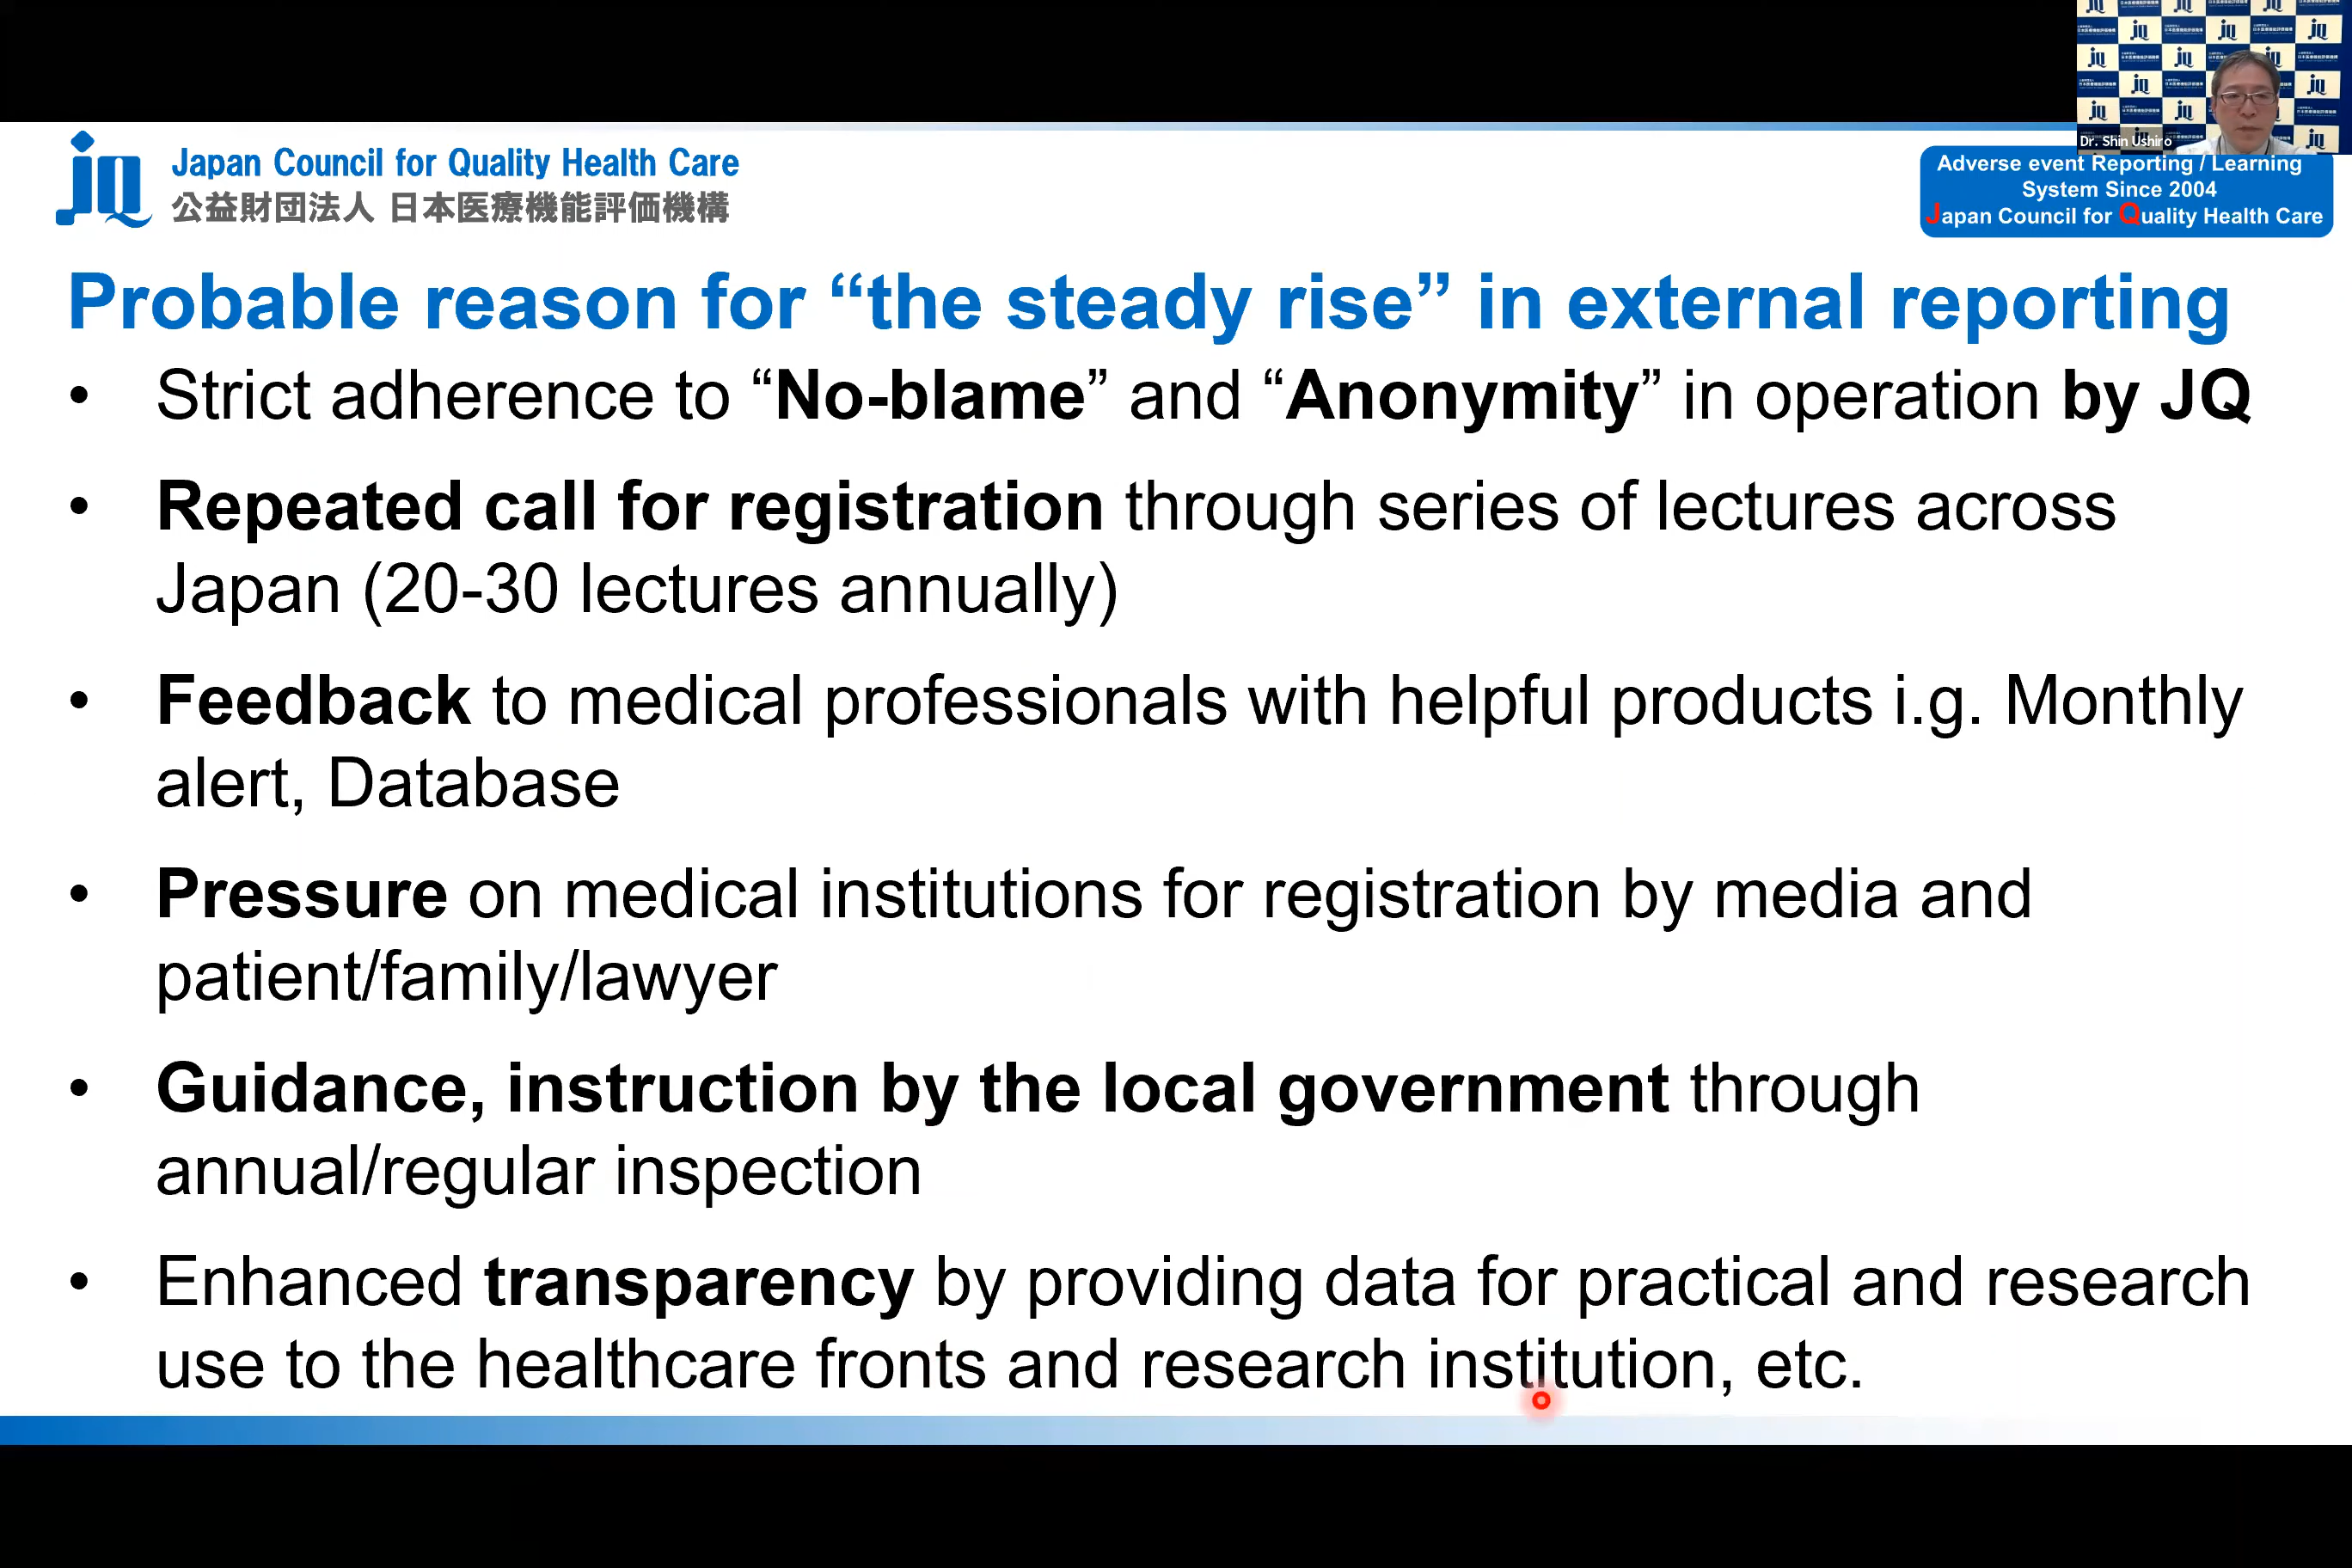 Dr. Shin Ushiro
Japan Council for Quality Health Care
公益財団法人 日本医療機能評価機構
Adverse event Reporting / Learning
System Since 2004
Japan Council for Quality Health Care
Probable reason for “the steady rise” in external reporting
• Strict adherence to “No-blame” and “Anonymity” in operation by JQ
• Repeated call for registration through series of lectures across
Japan (20-30 lectures annually)
• Feedback to medical professionals with helpful products i.g. Monthly
alert, Database
• Pressure on medical institutions for registration by media and
patient/family/lawyer
• Guidance, instruction by the local government through
annual/regular inspection
• Enhanced transparency by providing data for practical and research
use to the healthcare fronts and research institution, etc.